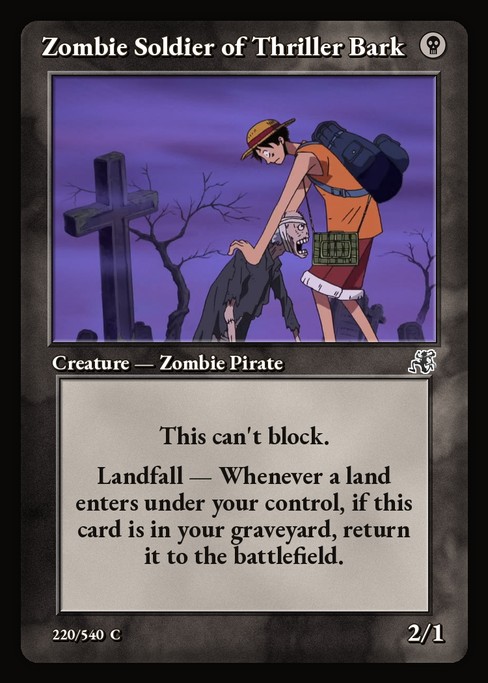 Zombie Soldier of Thriller Bark
Creature — Zombie Pirate
This can't block.
Landfall — Whenever a land
enters under your control, if this
card is in your graveyard, return
it to the battlefield.
220/540 C
2/1